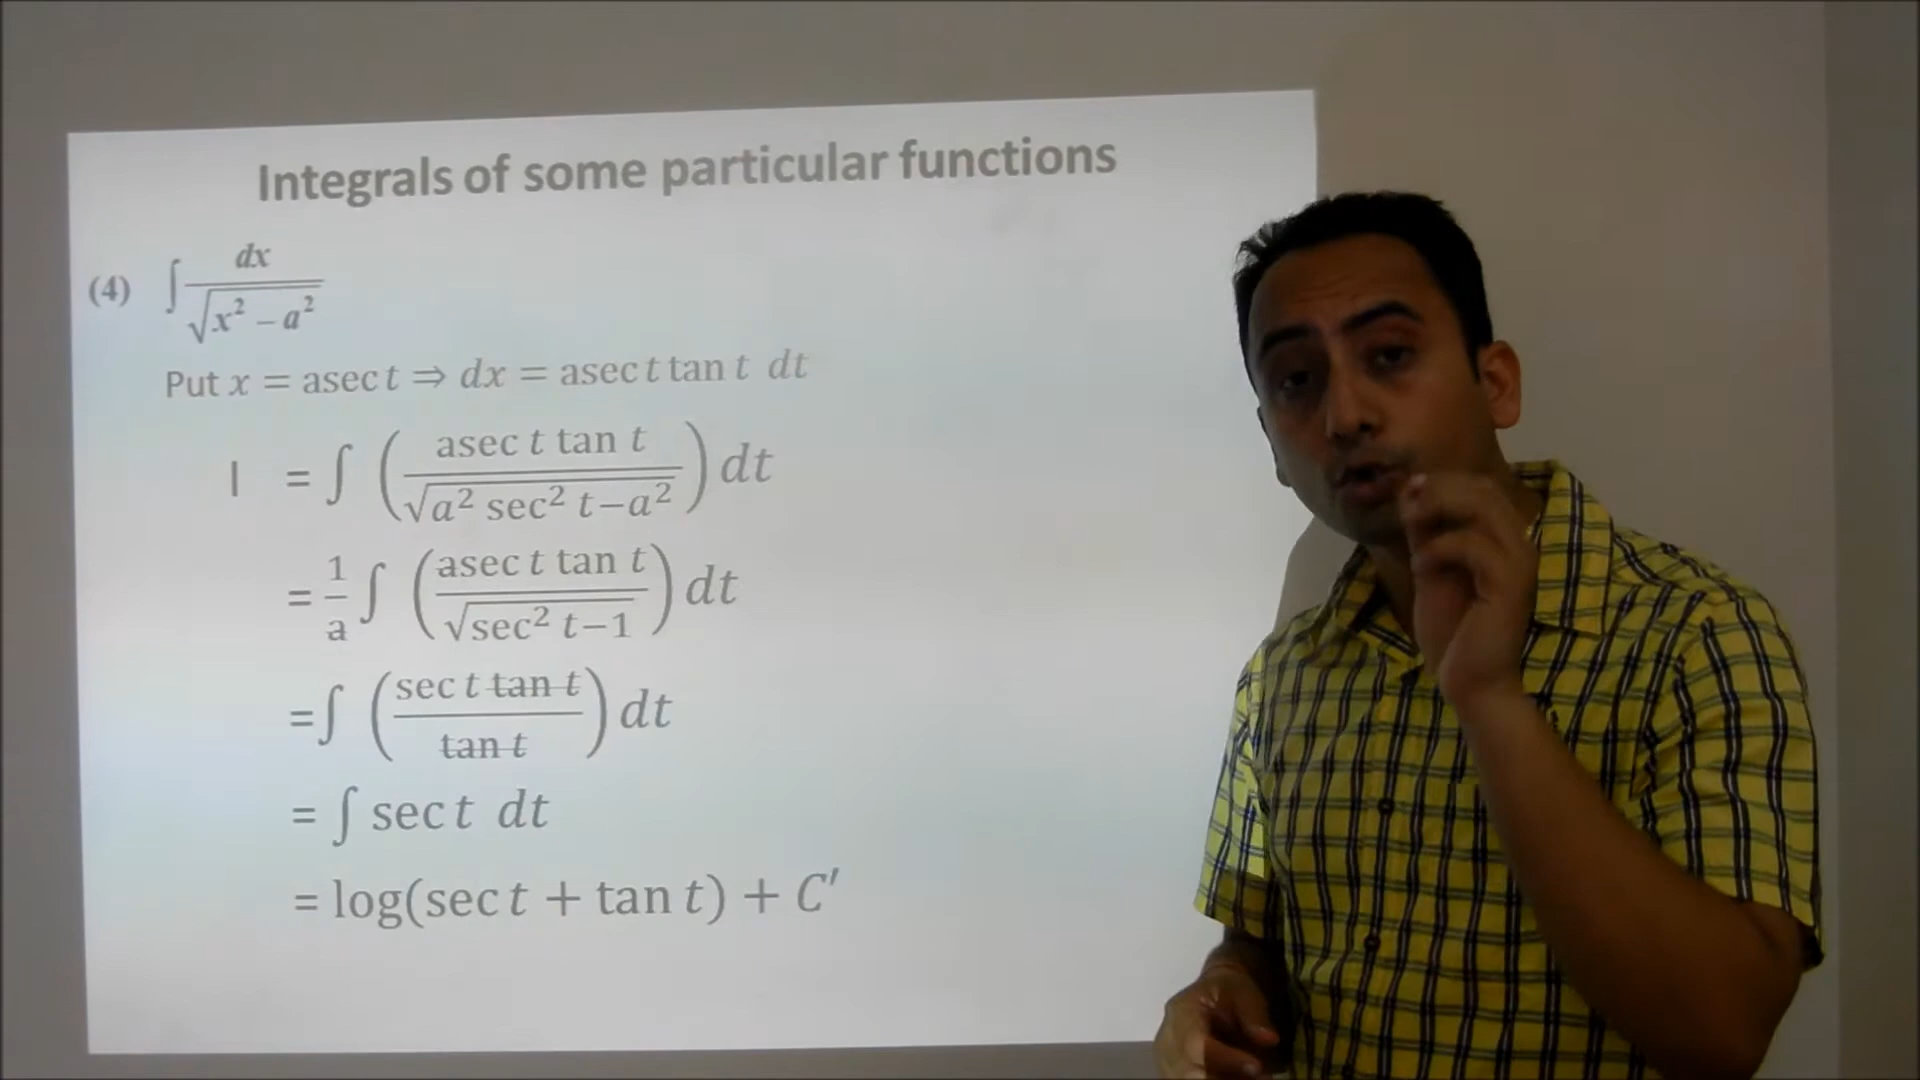 Integrals of some particular functions
(4) ∫ dx / √(x² – a²)
Put x = asec t ⇒ dx = asec t tan t dt
I = ∫ (asec t tan t / √(a² sec² t–a²)) dt
= 1/a ∫ (asec t tan t / √(sec² t–1)) dt
=∫ (sec t tan t / tan t) dt
= ∫ sec t dt
= log(sec t + tan t) + C′